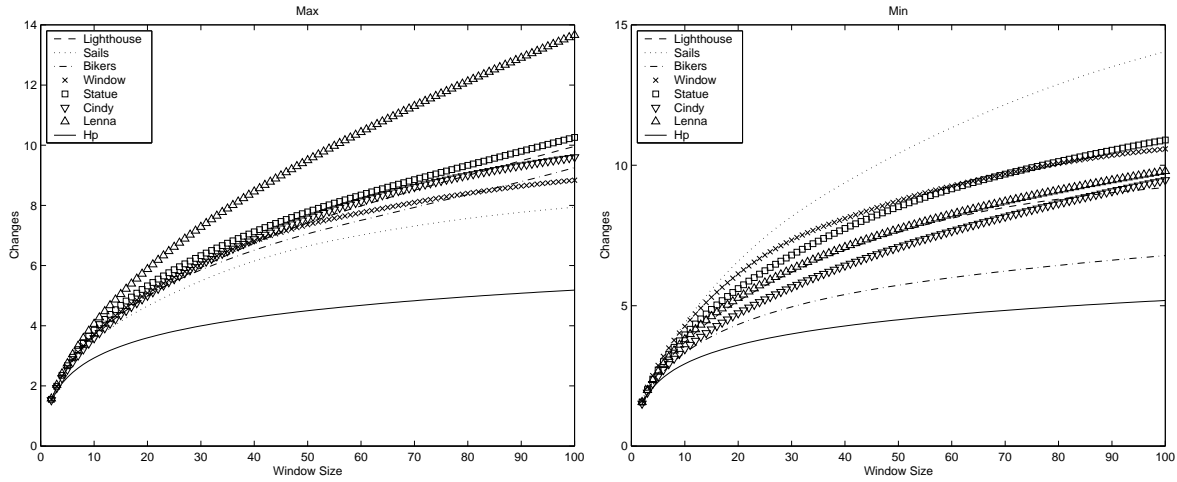 Max
14
12
10
8
6
4
2
0
Changes
Lighthouse
Sails
Bikers
Window
Statue
Cindy
Lenna
Hp
0 10 20 30 40 50 60 70 80 90 100
Window Size
Min
15
10
5
0
Changes
Lighthouse
Sails
Bikers
Window
Statue
Cindy
Lenna
Hp
0 10 20 30 40 50 60 70 80 90 100
Window Size